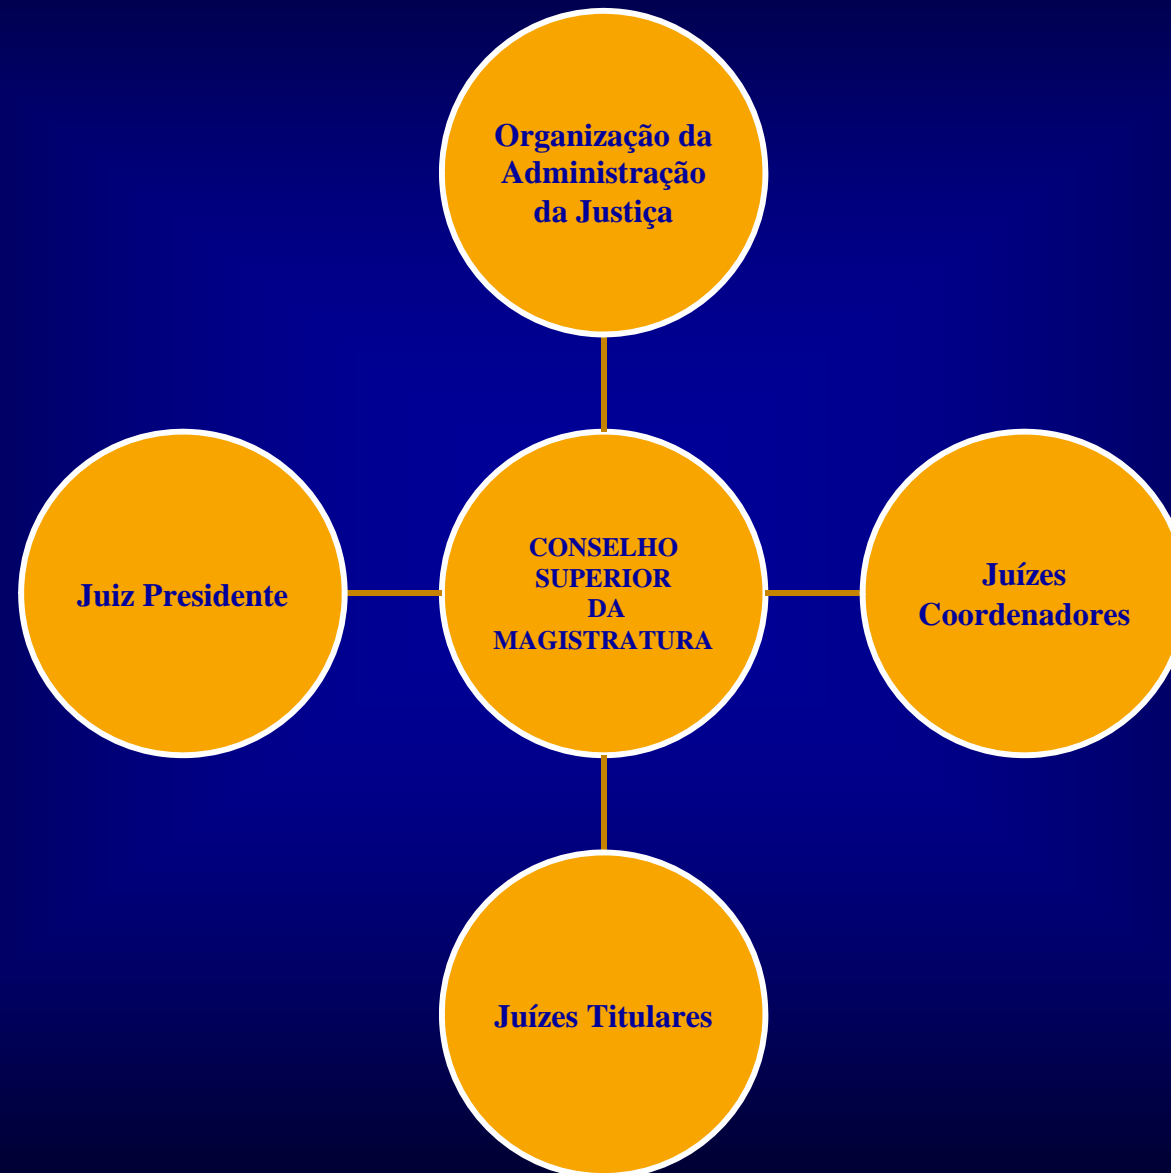 Organização da
Administração
da Justiça
Juiz Presidente
CONSELHO
SUPERIOR
DA
MAGISTRATURA
Juízes
Coordenadores
Juízes Titulares